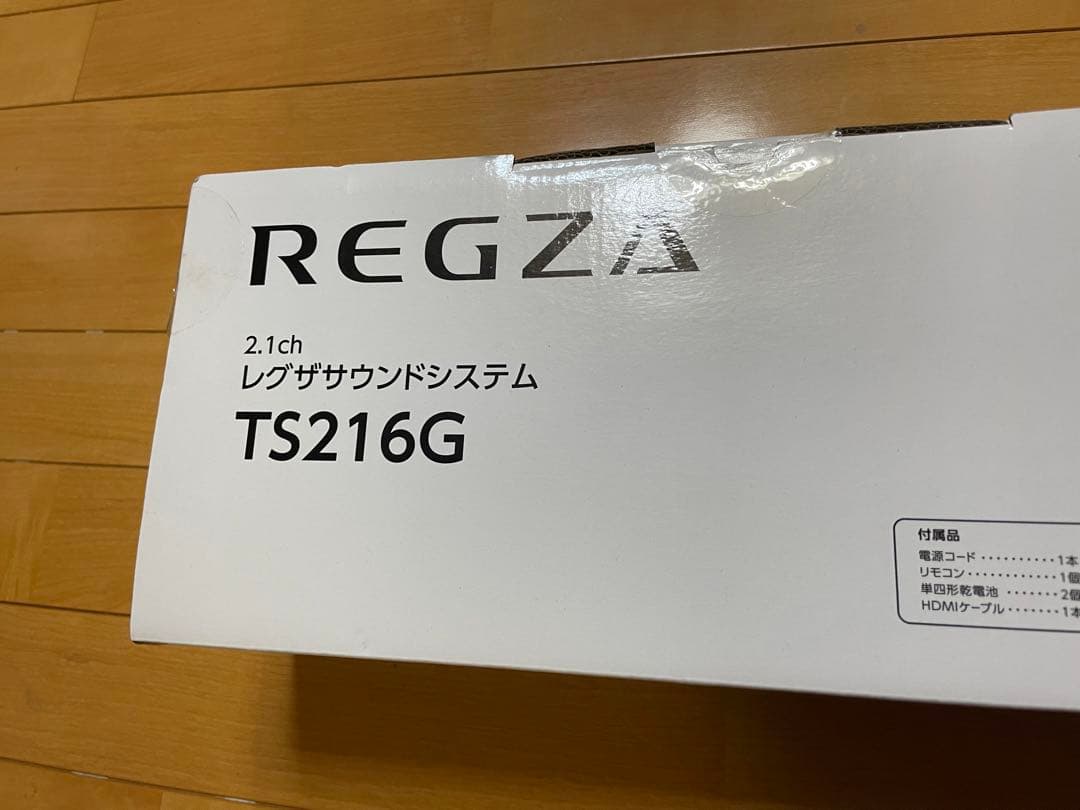 REGZA
2.1ch
レグザサウンドシステム
TS216G
付属品
電源コード・・・・・・・・・・1本
リモコン・・・・・・・・・・・・1個
単四形乾電池・・・・・・・2個
HDMIケーブル・・・・・・・1本